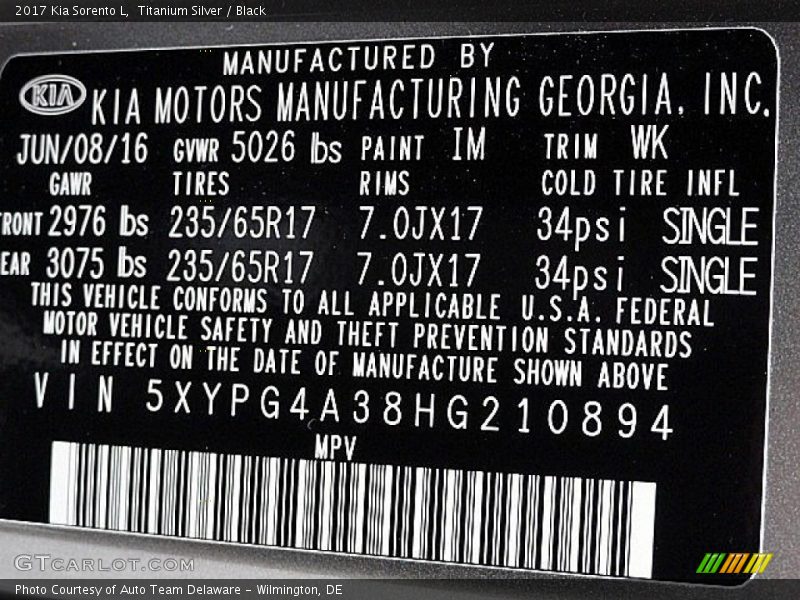 2017 Kia Sorento L, Titanium Silver / Black
MANUFACTURED BY
KIA KIA MOTORS MANUFACTURING GEORGIA, INC.
JUN/08/16 GVWR 5026 lbs PAINT IM TRIM WK
GAWR TIRES RIMS COLD TIRE INFL
FRONT 2976 lbs 235/65R17 7.0JX17 34psi SINGLE
EAR 3075 lbs 235/65R17 7.0JX17 34psi SINGLE
THIS VEHICLE CONFORMS TO ALL APPLICABLE U.S.A. FEDERAL
MOTOR VEHICLE SAFETY AND THEFT PREVENTION STANDARDS
IN EFFECT ON THE DATE OF MANUFACTURE SHOWN ABOVE
VIN 5XYPG4A38HG210894
MPV
GTCARLOT.COM
Photo Courtesy of Auto Team Delaware - Wilmington, DE